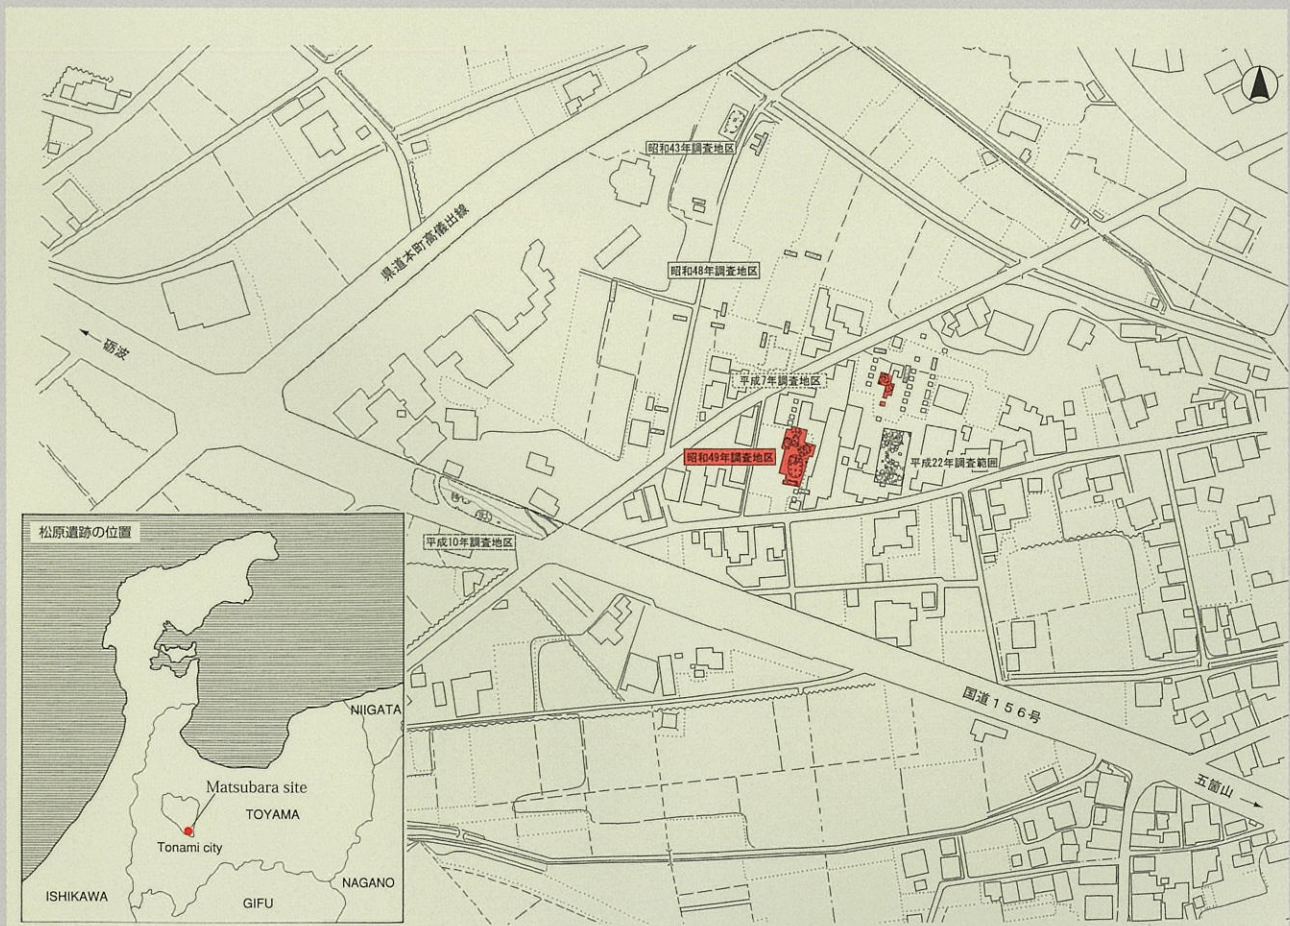 昭和43年調査地区
県道本町高儀出線
昭和48年調査地区
← 砺波
平成7年調査地区
昭和49年調査地区
平成22年調査範囲
平成10年調査地区
国道156号
五箇山 →
松原遺跡の位置
NIIGATA
Matsubara site
TOYAMA
Tonami city
NAGANO
ISHIKAWA
GIFU